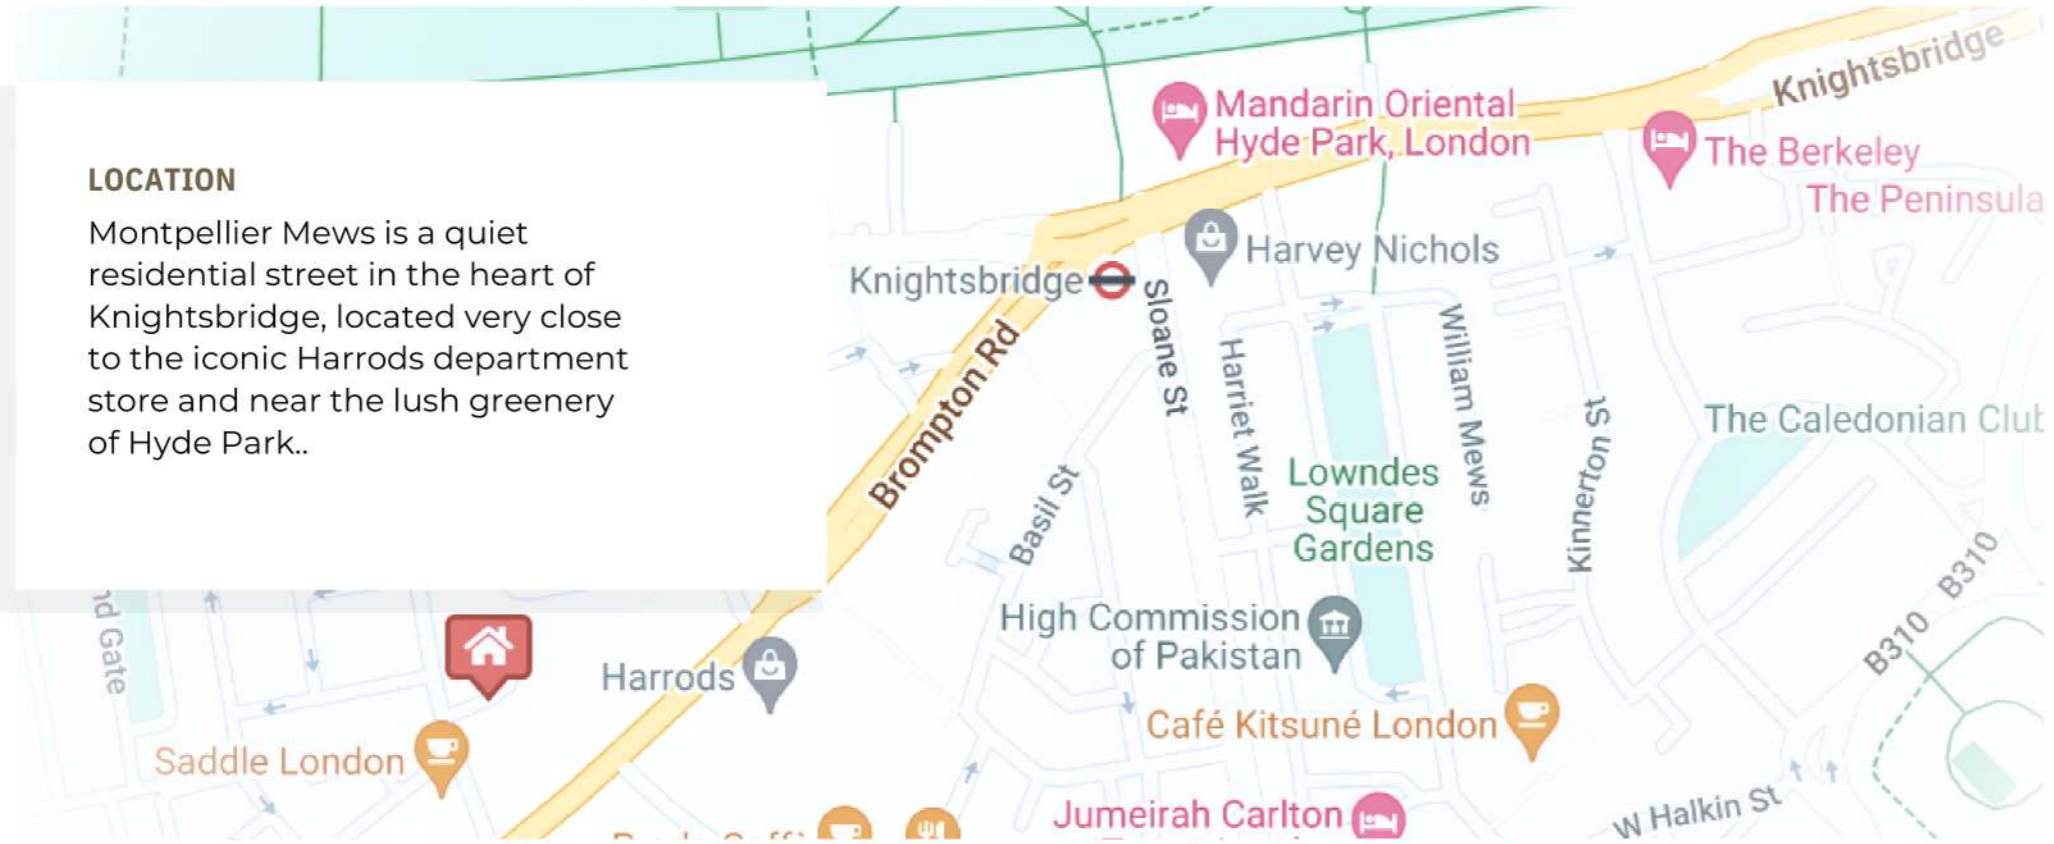 LOCATION
Montpellier Mews is a quiet
residential street in the heart of
Knightsbridge, located very close
to the iconic Harrods department
store and near the lush greenery
of Hyde Park..
Knightsbridge
Mandarin Oriental
Hyde Park, London
The Berkeley
The Peninsula
Harvey Nichols
Knightsbridge
Sloane St
Brompton Rd
Harriet Walk
William Mews
Kinnerton St
The Caledonian Club
Basil St
Lowndes
Square
Gardens
B310
B310
High Commission
of Pakistan
nd Gate
Harrods
Café Kitsuné London
Saddle London
Jumeirah Carlton
W Halkin St